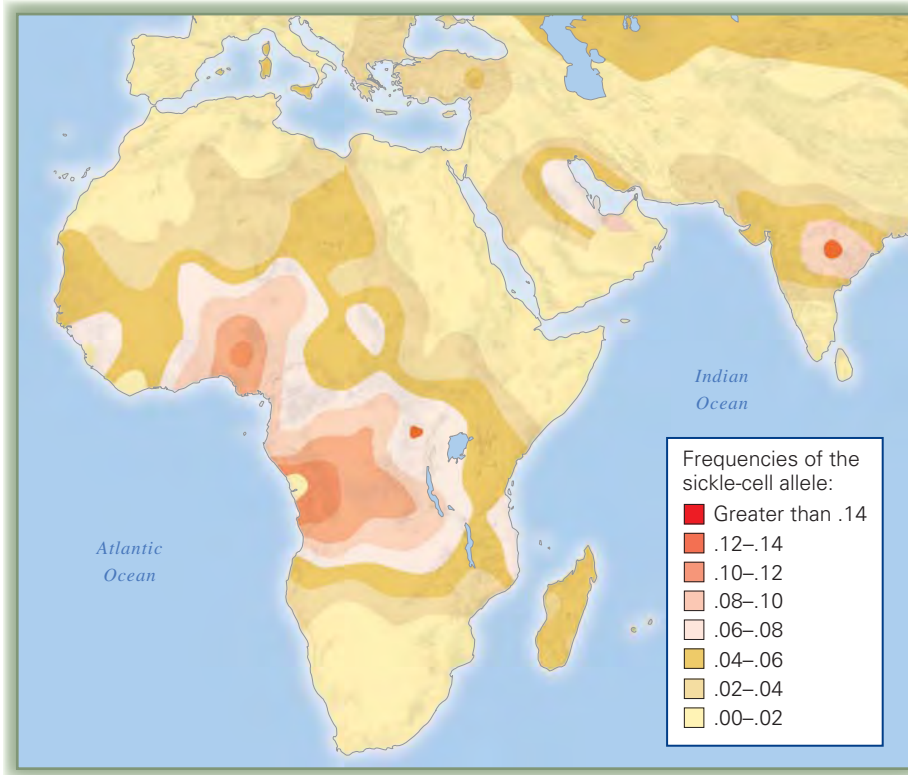 Indian
Ocean
Atlantic
Ocean
Frequencies of the
sickle-cell allele:
Greater than .14
.12–.14
.10–.12
.08–.10
.06–.08
.04–.06
.02–.04
.00–.02